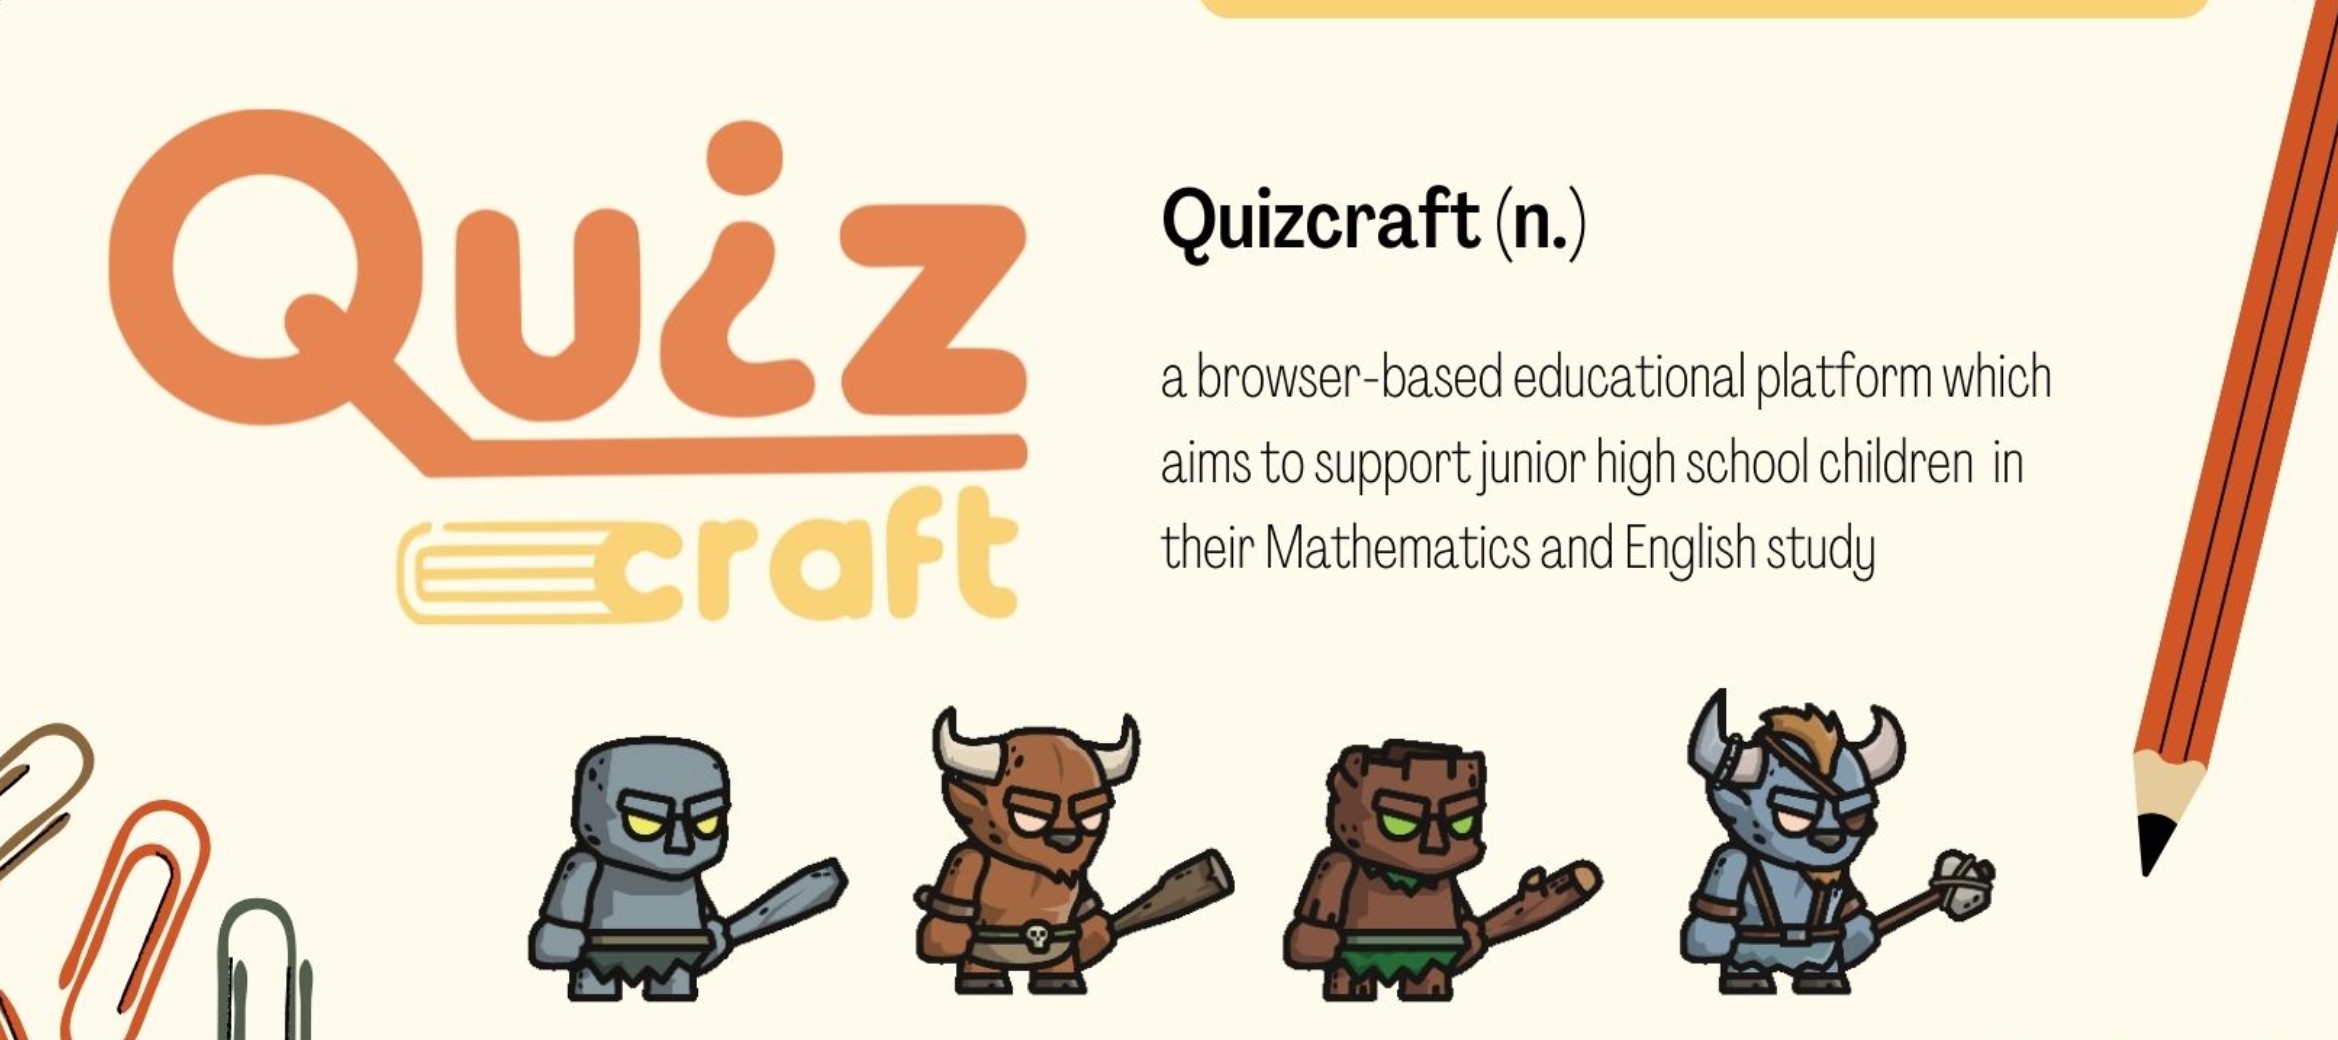 Quiz
craft
Quizcraft (n.)
a browser-based educational platform which
aims to support junior high school children in
their Mathematics and English study